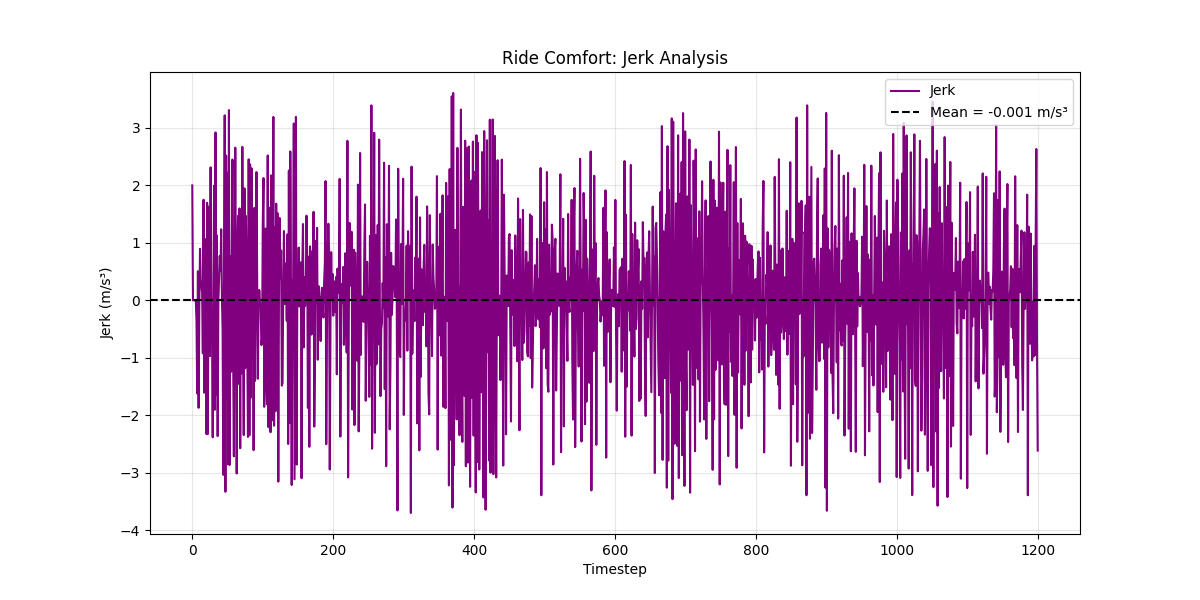 Ride Comfort: Jerk Analysis
Jerk
Mean = -0.001 m/s³
Jerk (m/s³)
3
2
1
0
−1
−2
−3
−4
0 200 400 600 800 1000 1200
Timestep